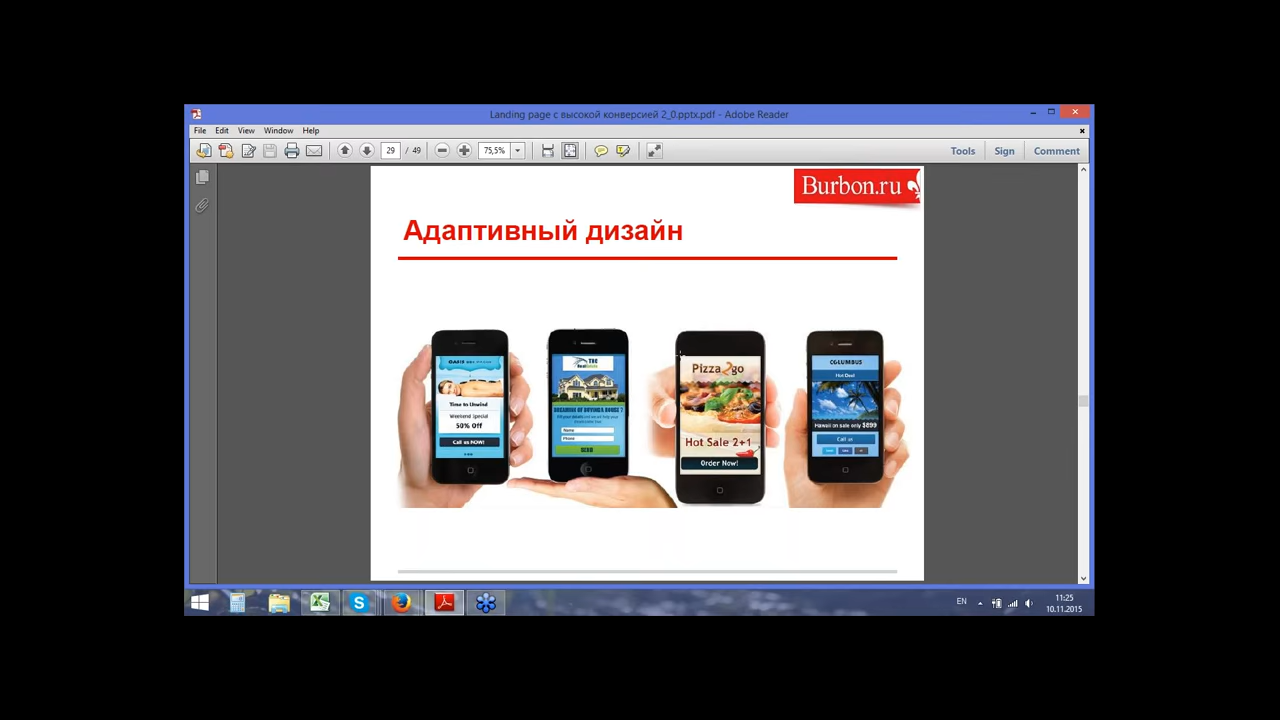 Landing page с высокой конверсией 2_0.pptx.pdf - Adobe Reader
File Edit View Window Help
29 / 49 75,5% Tools Sign Comment
Burbon.ru
Адаптивный дизайн
OASIS
Time to Unwind
Weekend Special
50% Off
Call us NOW!
THE
Name
Phone
SEND
Pizza2go
Hot Sale 2+1
Order Now!
COLUMBUS
Hot Deal
Hawaii on sale only $899
Call us
EN
11:25
10.11.2015